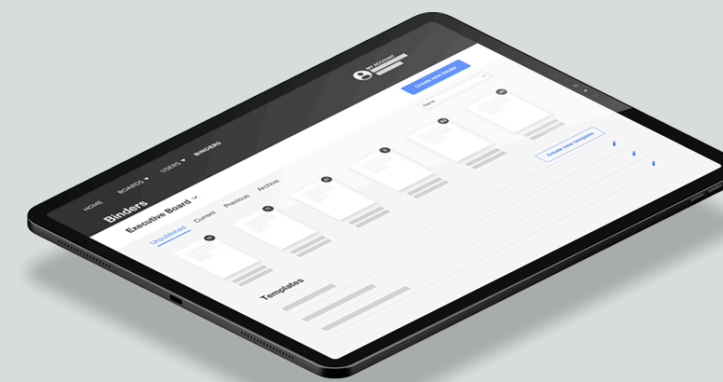 MY ACCOUNT
HOME
BOARDS
USERS
BINDERS
Binders
Create new binder
Executive Board
Name
Unpublished
Current
Previous
Archive
Templates
Create new template